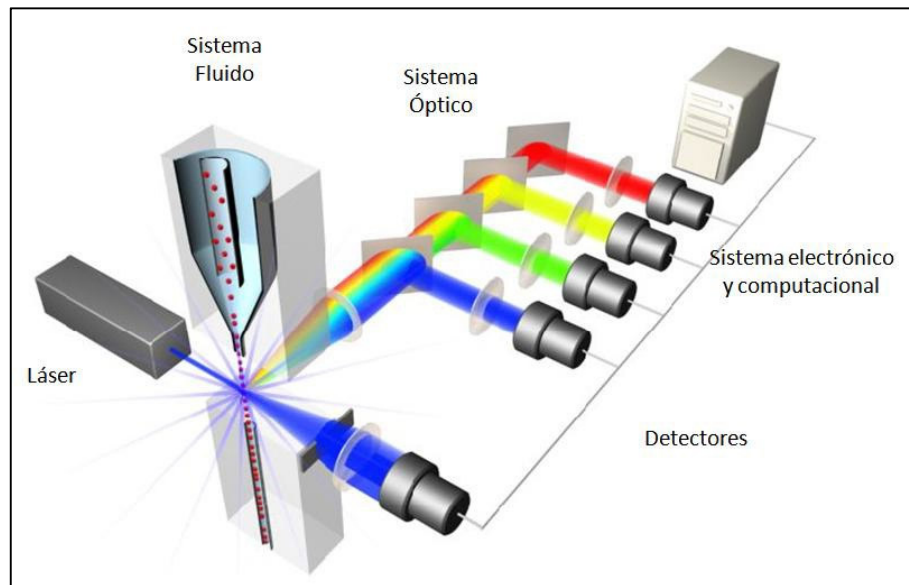 Sistema
Fluido
Sistema
Óptico
Sistema electrónico
y computacional
Láser
Detectores